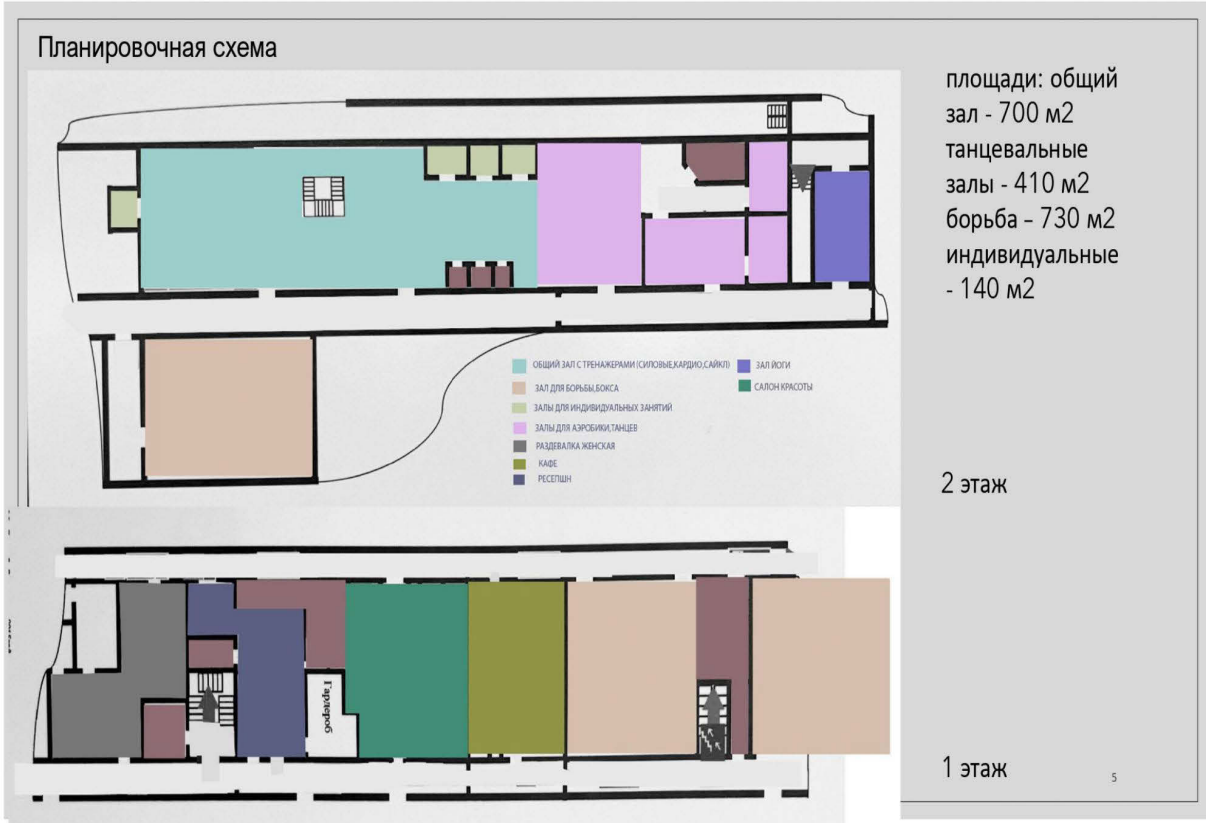 Планировочная схема
площади: общий
зал - 700 м2
танцевальные
залы - 410 м2
борьба – 730 м2
индивидуальные
- 140 м2
ОБЩИЙ ЗАЛ С ТРЕНАЖЕРАМИ (СИЛОВЫЕ,КАРДИО,САЙКЛ)
ЗАЛ ДЛЯ БОРЬБЫ,БОКСА
ЗАЛЫ ДЛЯ ИНДИВИДУАЛЬНЫХ ЗАНЯТИЙ
ЗАЛЫ ДЛЯ АЭРОБИКИ,ТАНЦЕВ
РАЗДЕВАЛКА ЖЕНСКАЯ
КАФЕ
РЕСЕПШН
ЗАЛ ЙОГИ
САЛОН КРАСОТЫ
2 этаж
Гардероб
1 этаж
5